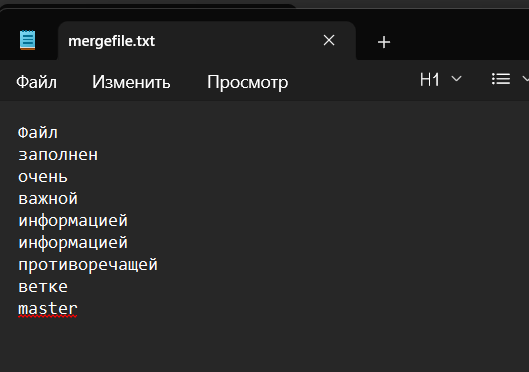 mergefile.txt
Файл Изменить Просмотр H1
Файл
заполнен
очень
важной
информацией
информацией
противоречащей
ветке
master